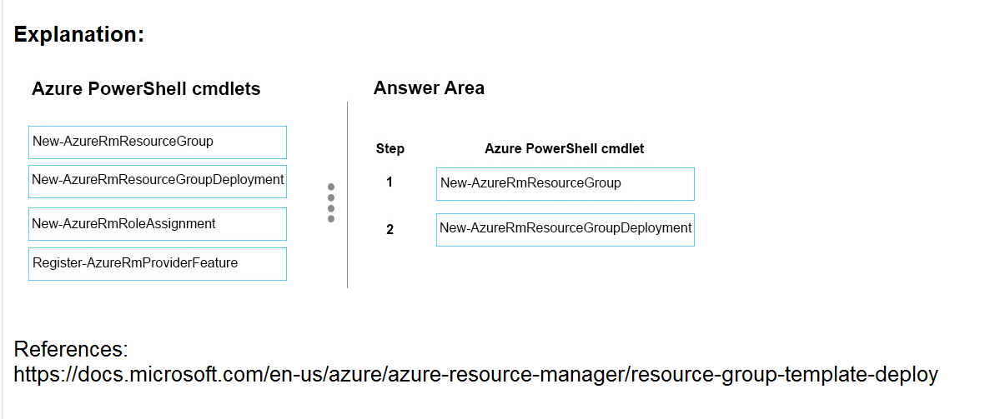 Explanation:
Azure PowerShell cmdlets
New-AzureRmResourceGroup
New-AzureRmResourceGroupDeployment
New-AzureRmRoleAssignment
Register-AzureRmProviderFeature
Answer Area
Step Azure PowerShell cmdlet
1 New-AzureRmResourceGroup
2 New-AzureRmResourceGroupDeployment
References:
https://docs.microsoft.com/en-us/azure/azure-resource-manager/resource-group-template-deploy